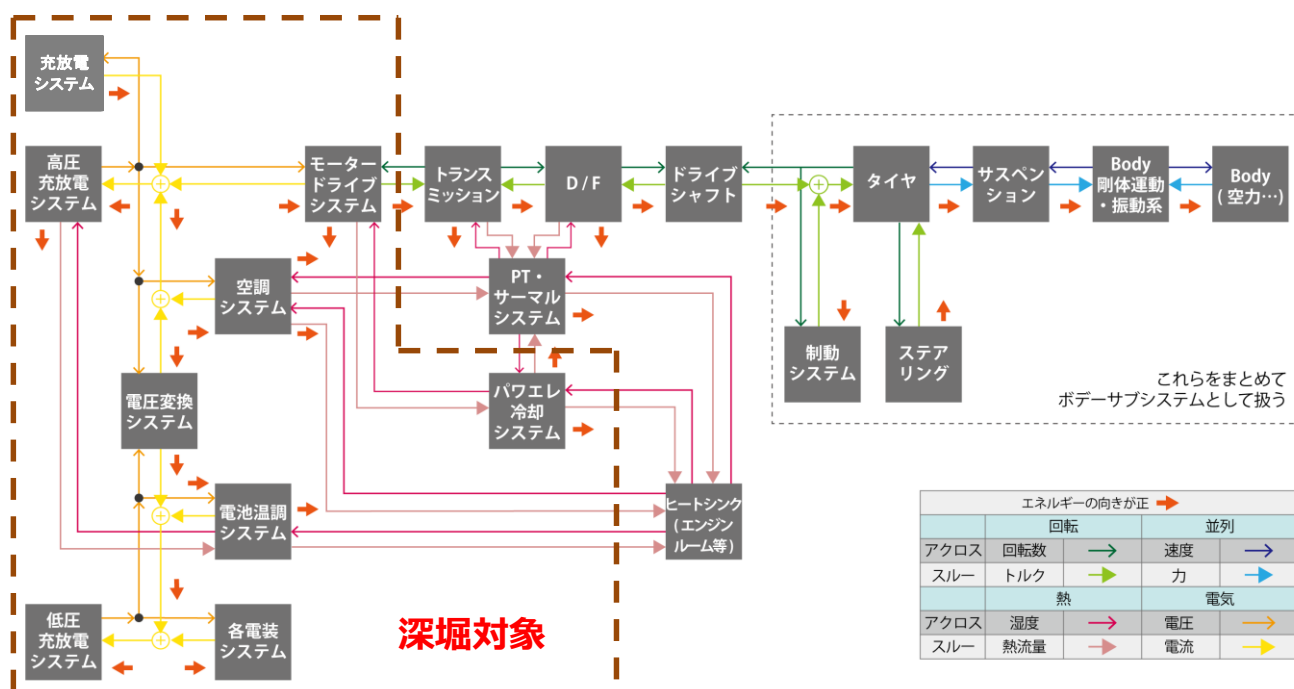 充放電
システム
高圧
充放電
システム
モーター
ドライブ
システム
トランス
ミッション
D / F
ドライブ
シャフト
タイヤ
サスペン
ション
Body
剛体運動
・振動系
Body
( 空力…)
空調
システム
PT・
サーマル
システム
制動
システム
ステア
リング
これらをまとめて
ボデーサブシステムとして扱う
電圧変換
システム
パワエレ
冷却
システム
電池温調
システム
ヒートシンク
(エンジン
ルーム等)
低圧
充放電
システム
各電装
システム
深堀対象
エネルギーの向きが正
回転 並列
アクロス 回転数 速度
スルー トルク 力
熱 電気
アクロス 湿度 電圧
スルー 熱流量 電流